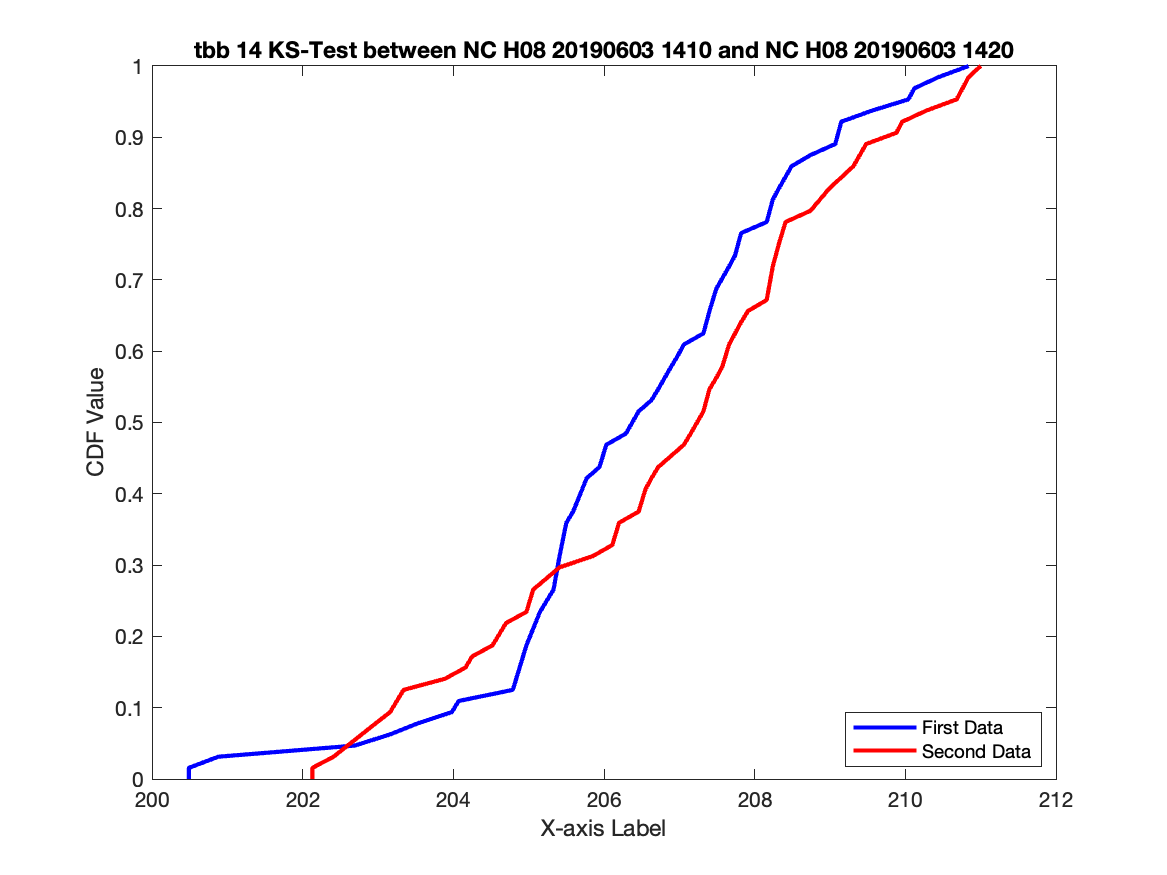 tbb 14 KS-Test between NC H08 20190603 1410 and NC H08 20190603 1420
1
0.9
0.8
0.7
0.6
0.5
0.4
0.3
0.2
0.1
0
CDF Value
First Data
Second Data
200 202 204 206 208 210 212
X-axis Label